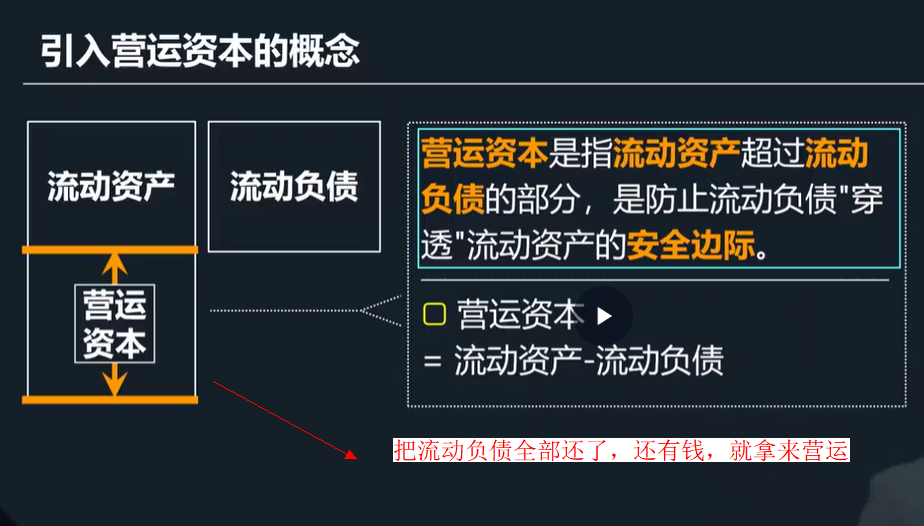 引入营运资本的概念
流动资产
流动负债
营运
资本
营运资本是指流动资产超过流动
负债的部分，是防止流动负债"穿
透"流动资产的安全边际。
营运资本
= 流动资产-流动负债
把流动负债全部还了，还有钱，就拿来营运